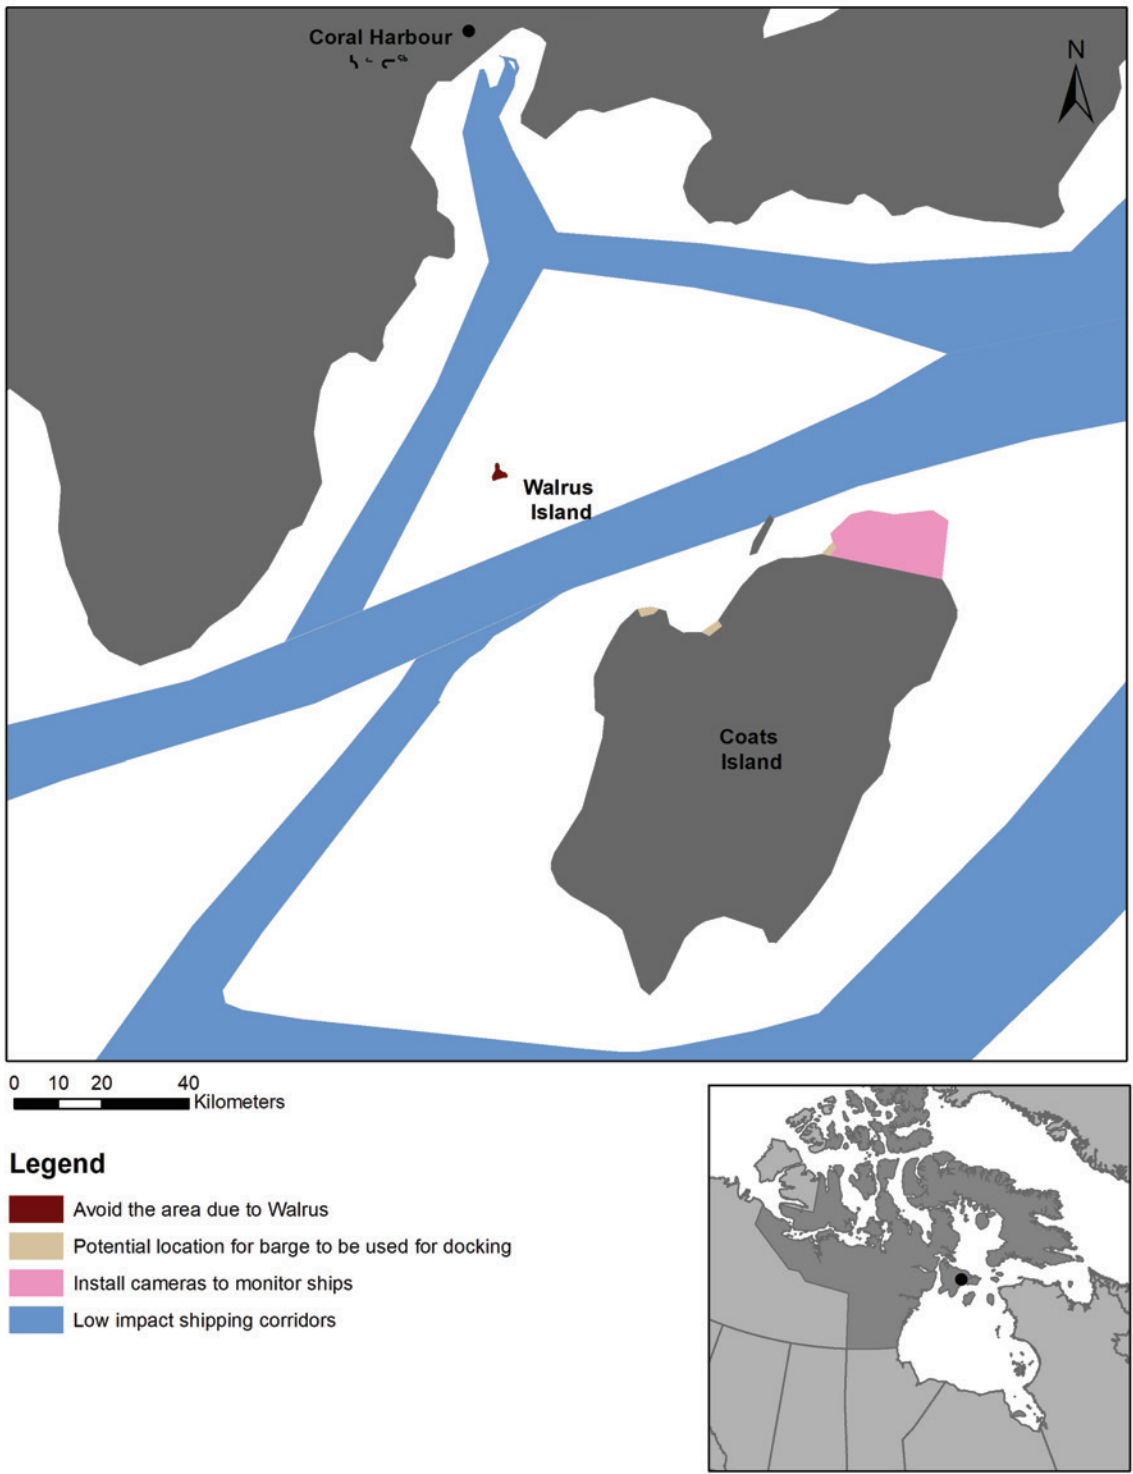 Coral Harbour
N
Walrus
Island
Coats
Island
0 10 20 40
Kilometers
Legend
Avoid the area due to Walrus
Potential location for barge to be used for docking
Install cameras to monitor ships
Low impact shipping corridors